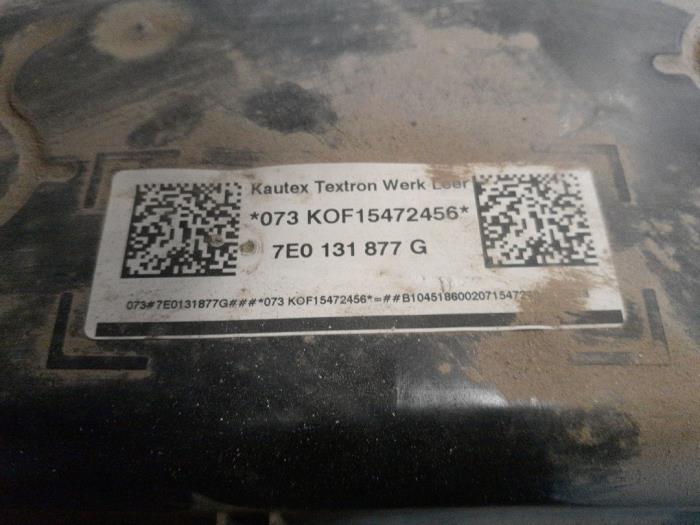 Kautex Textron Werk Leer
*073 KOF15472456*
7E0 131 877 G
073#7E0131877G###*073 KOF15472456*=##B10451860020715472